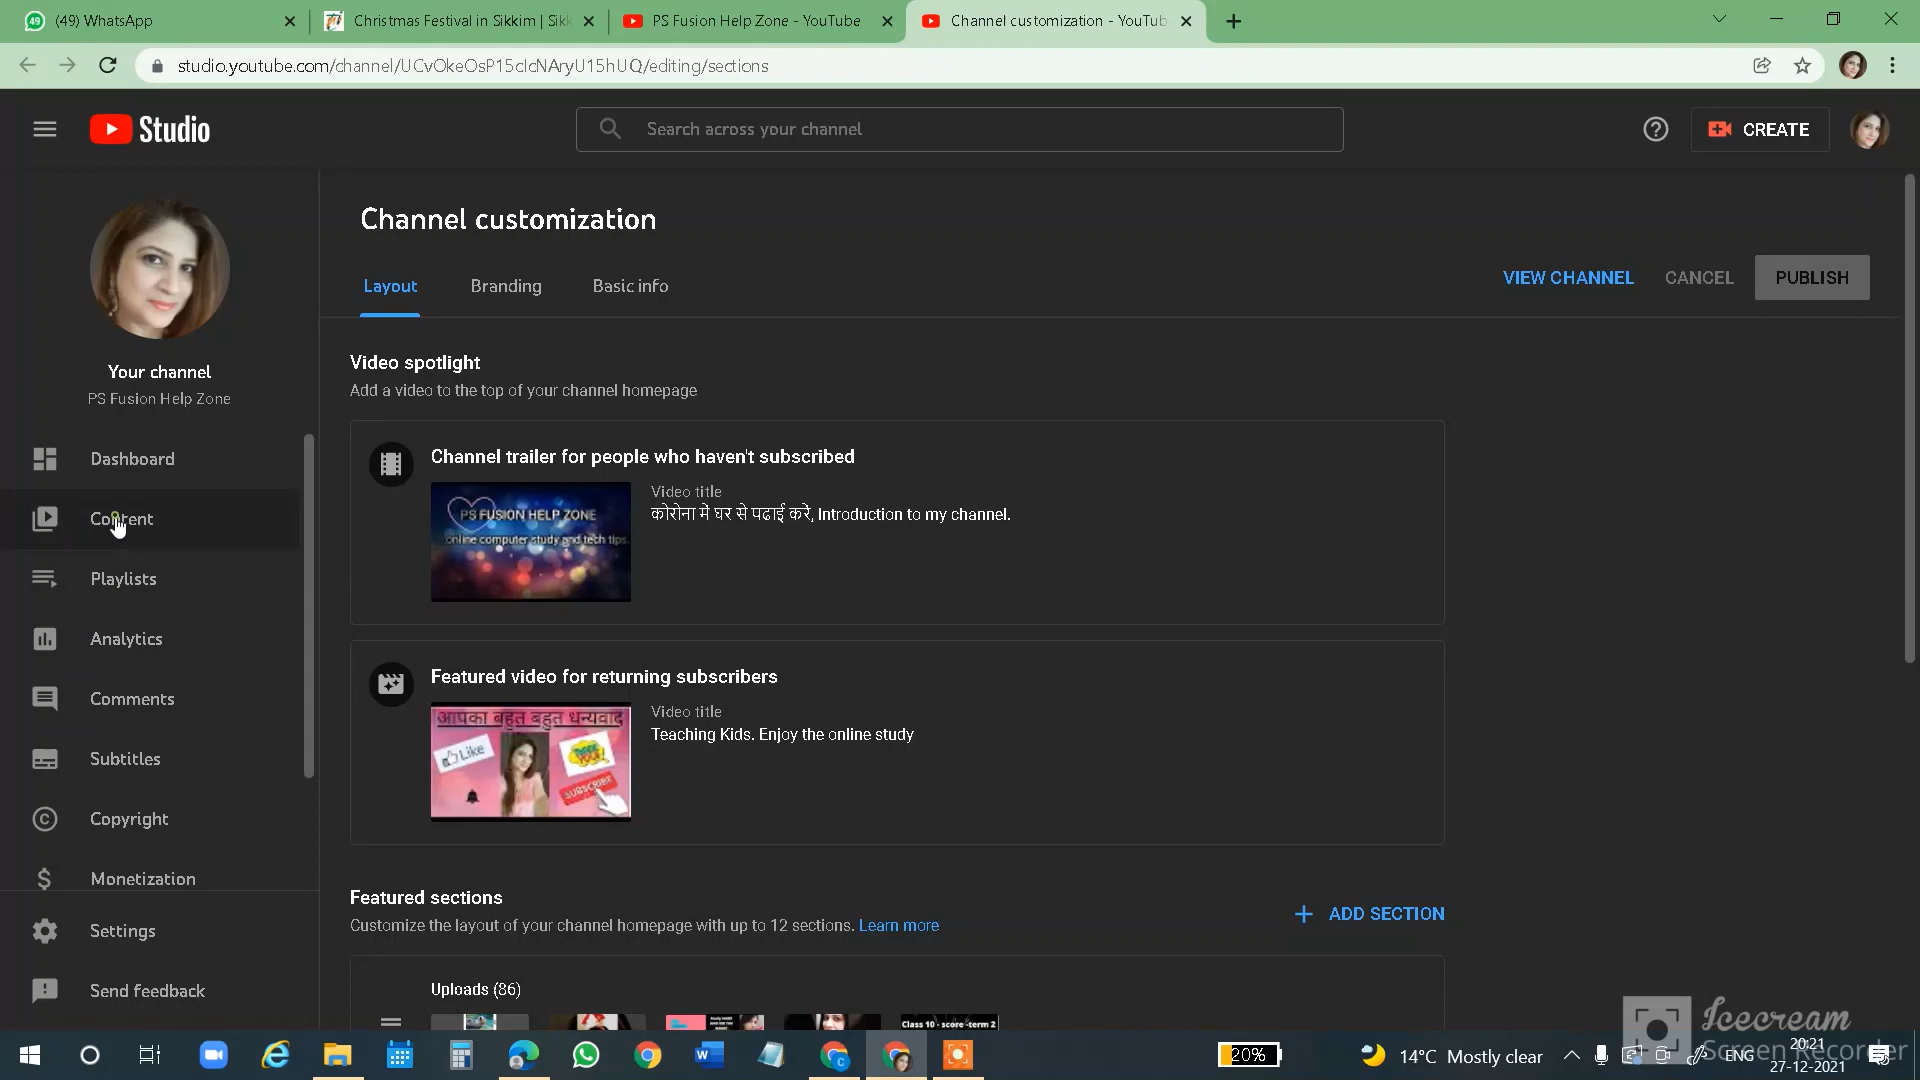 (49) WhatsApp
Christmas Festival in Sikkim | Sikk
PS Fusion Help Zone - YouTube
Channel customization - YouTub
studio.youtube.com/channel/UCvOkeOsP15cIcNAryU15hUQ/editing/sections
Studio
Search across your channel
CREATE
Channel customization
Layout
Branding
Basic info
VIEW CHANNEL
CANCEL
PUBLISH
Your channel
PS Fusion Help Zone
Dashboard
Content
Playlists
Analytics
Comments
Subtitles
Copyright
Monetization
Settings
Send feedback
Video spotlight
Add a video to the top of your channel homepage
Channel trailer for people who haven't subscribed
PS FUSION HELP ZONE
online computer study and tech tips.
Video title
कोरोना में घर से पढाई करें, Introduction to my channel.
Featured video for returning subscribers
आपका बहुत बहुत धन्यवाद
Like
SUBSCRIBE
Video title
Teaching Kids. Enjoy the online study
Featured sections
Customize the layout of your channel homepage with up to 12 sections. Learn more
ADD SECTION
Uploads (86)
Class 10 - score -term 2
Icecream
Screen Recorder
20%
14°C Mostly clear
ENG
20:21
27-12-2021